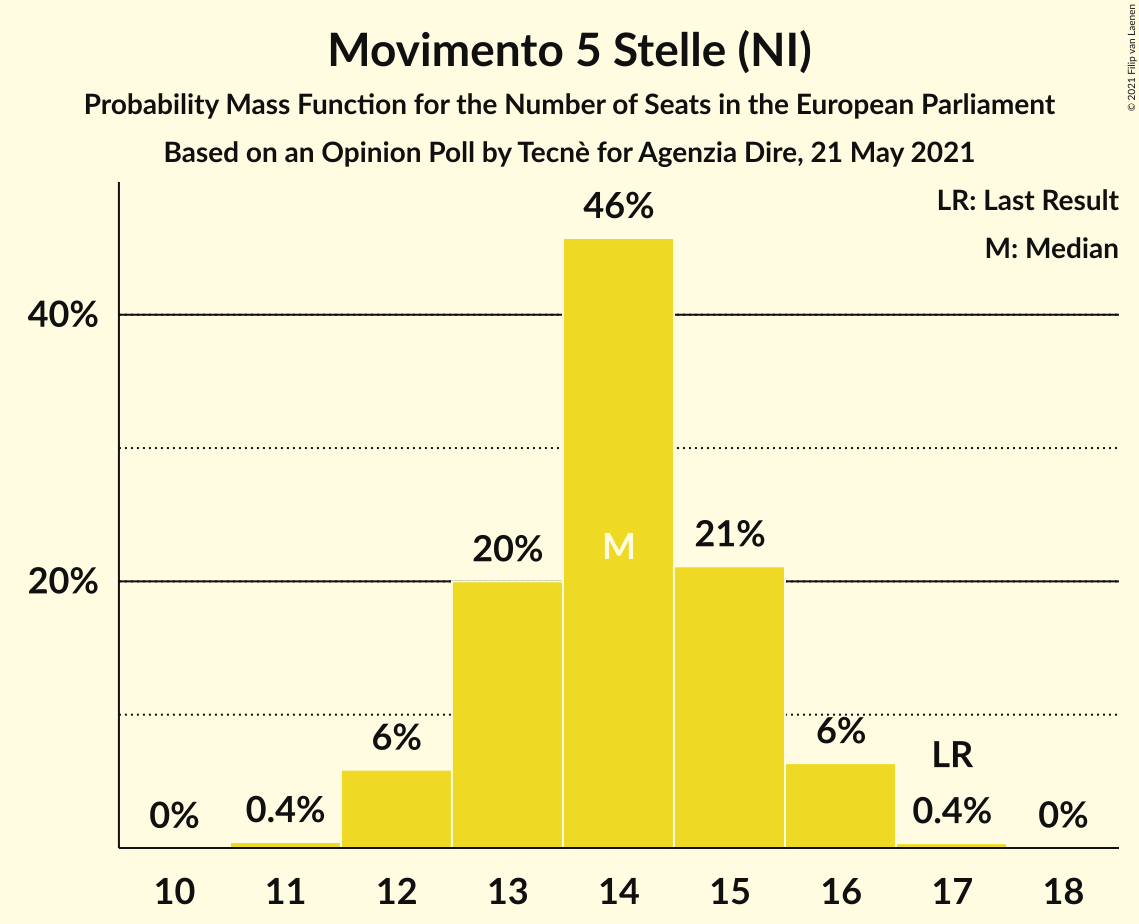 Movimento 5 Stelle (NI)
Probability Mass Function for the Number of Seats in the European Parliament
Based on an Opinion Poll by Tecnè for Agenzia Dire, 21 May 2021
© 2021 Filip van Laenen
LR: Last Result
M: Median
46%
40%
21%
20%
M
20%
6%
6%
LR
0%
0.4%
0.4%
0%
10 11 12 13 14 15 16 17 18